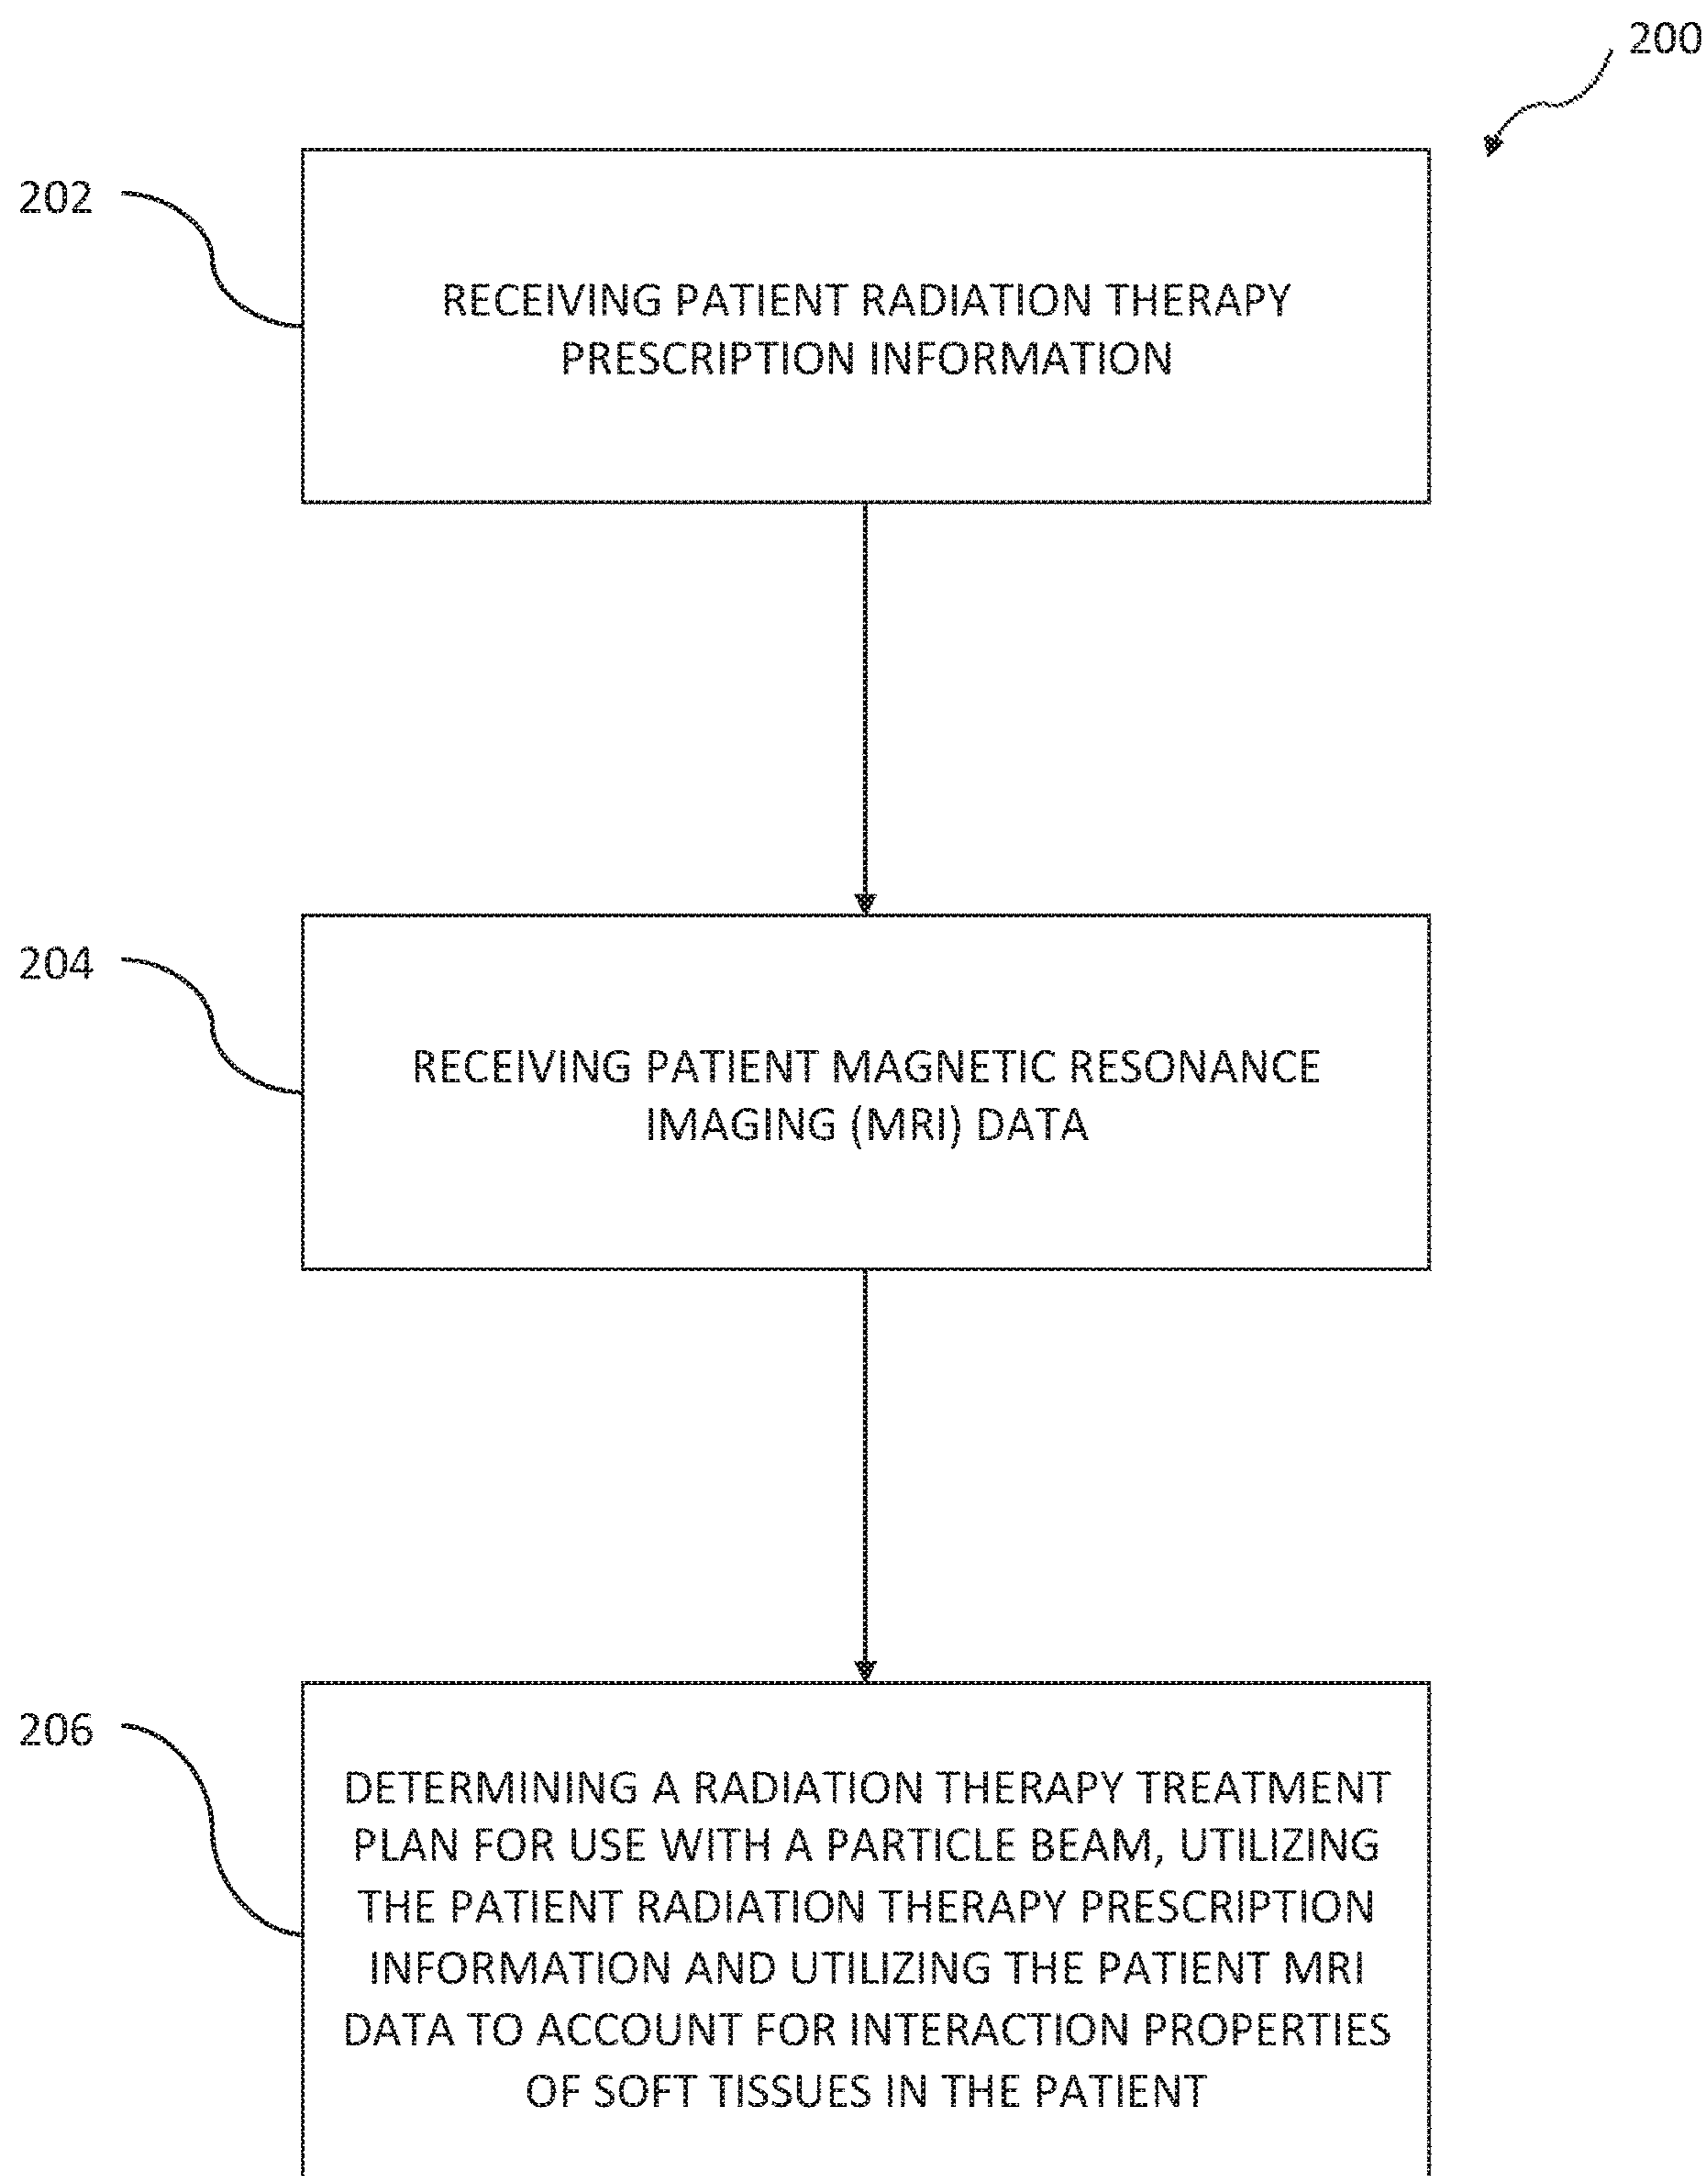 200
202
RECEIVING PATIENT RADIATION THERAPY
PRESCRIPTION INFORMATION
204
RECEIVING PATIENT MAGNETIC RESONANCE
IMAGING (MRI) DATA
206
DETERMINING A RADIATION THERAPY TREATMENT
PLAN FOR USE WITH A PARTICLE BEAM, UTILIZING
THE PATIENT RADIATION THERAPY PRESCRIPTION
INFORMATION AND UTILIZING THE PATIENT MRI
DATA TO ACCOUNT FOR INTERACTION PROPERTIES
OF SOFT TISSUES IN THE PATIENT